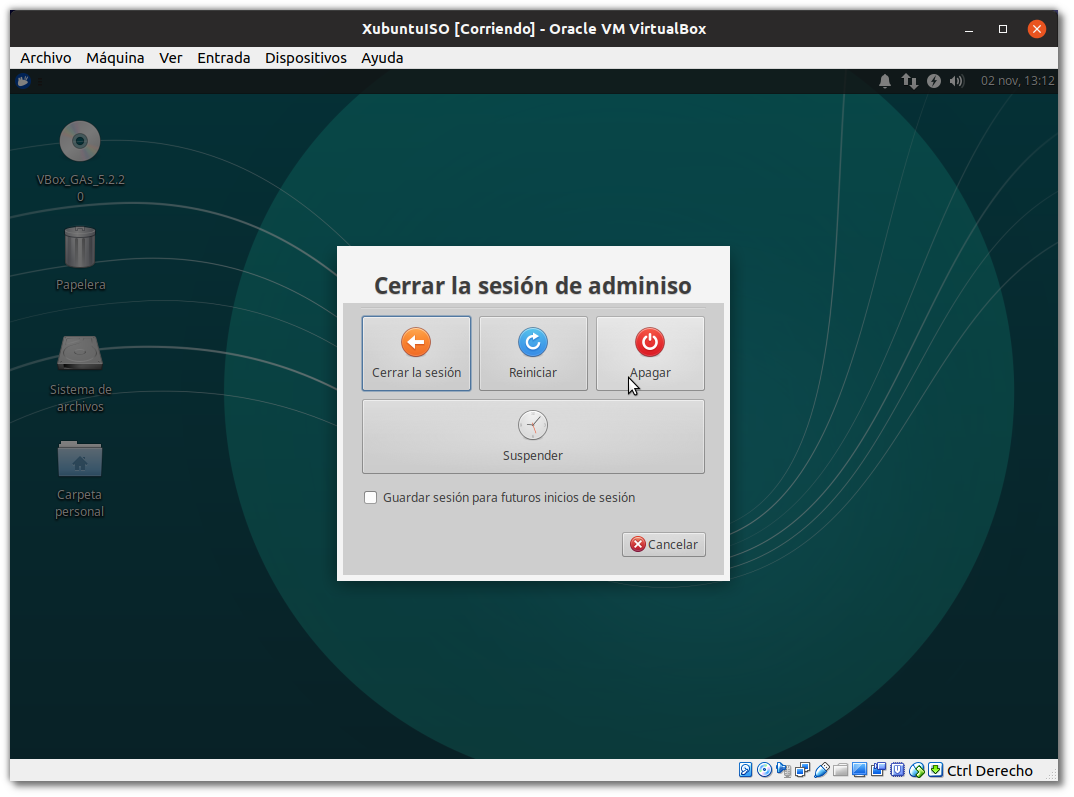 XubuntuISO [Corriendo] - Oracle VM VirtualBox
Archivo Máquina Ver Entrada Dispositivos Ayuda
02 nov, 13:12
VBox_GAs_5.2.2
0
Papelera
Sistema de
archivos
Carpeta
personal
Cerrar la sesión de adminiso
Cerrar la sesión Reiniciar Apagar
Suspender
Guardar sesión para futuros inicios de sesión
Cancelar
Ctrl Derecho